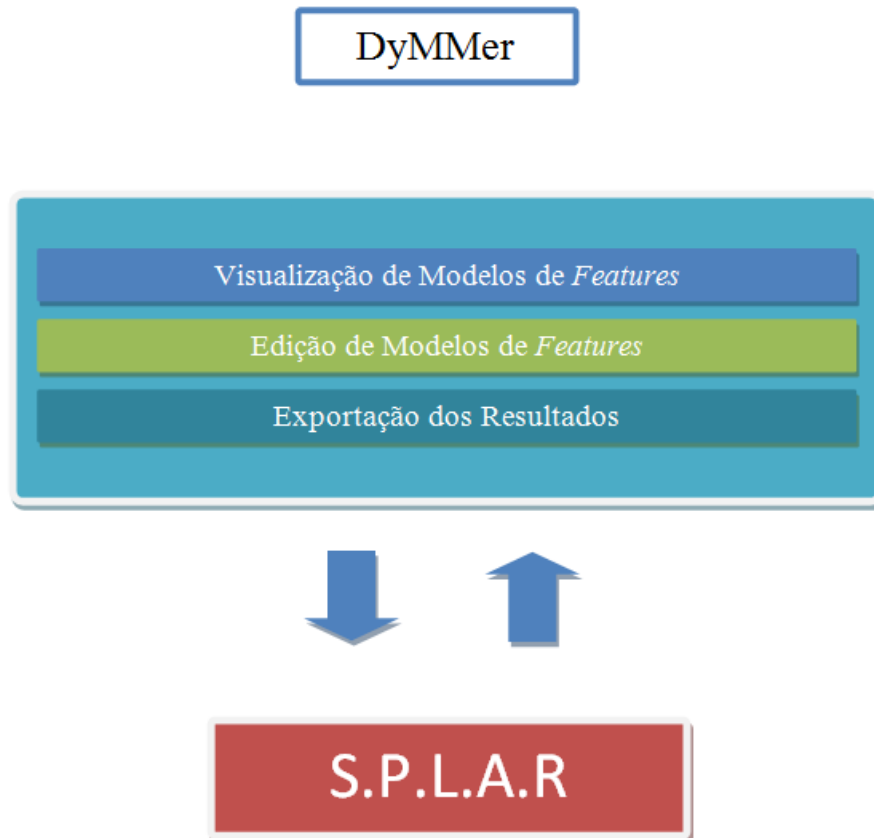 DyMMer
Visualização de Modelos de Features
Edição de Modelos de Features
Exportação dos Resultados
S.P.L.A.R